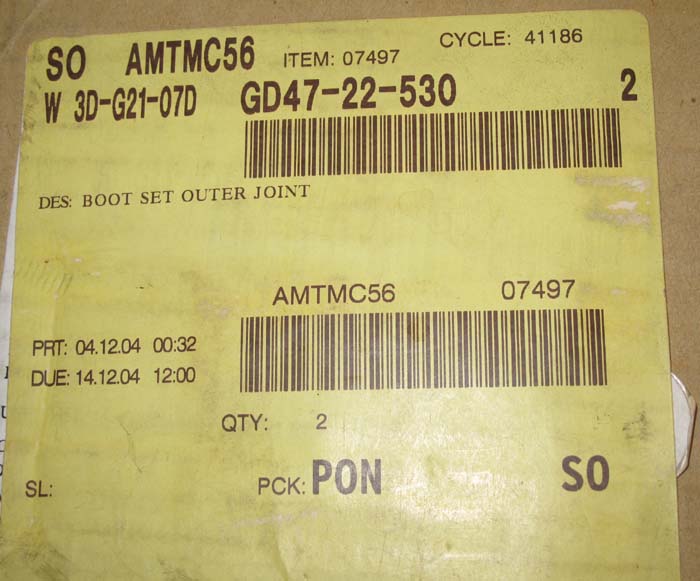 SO AMTMC56 ITEM: 07497 CYCLE: 41186
W 3D-G21-07D GD47-22-530 2
DES: BOOT SET OUTER JOINT
AMTMC56 07497
PRT: 04.12.04 00:32
DUE: 14.12.04 12:00
QTY: 2
SL: PCK: PON SO